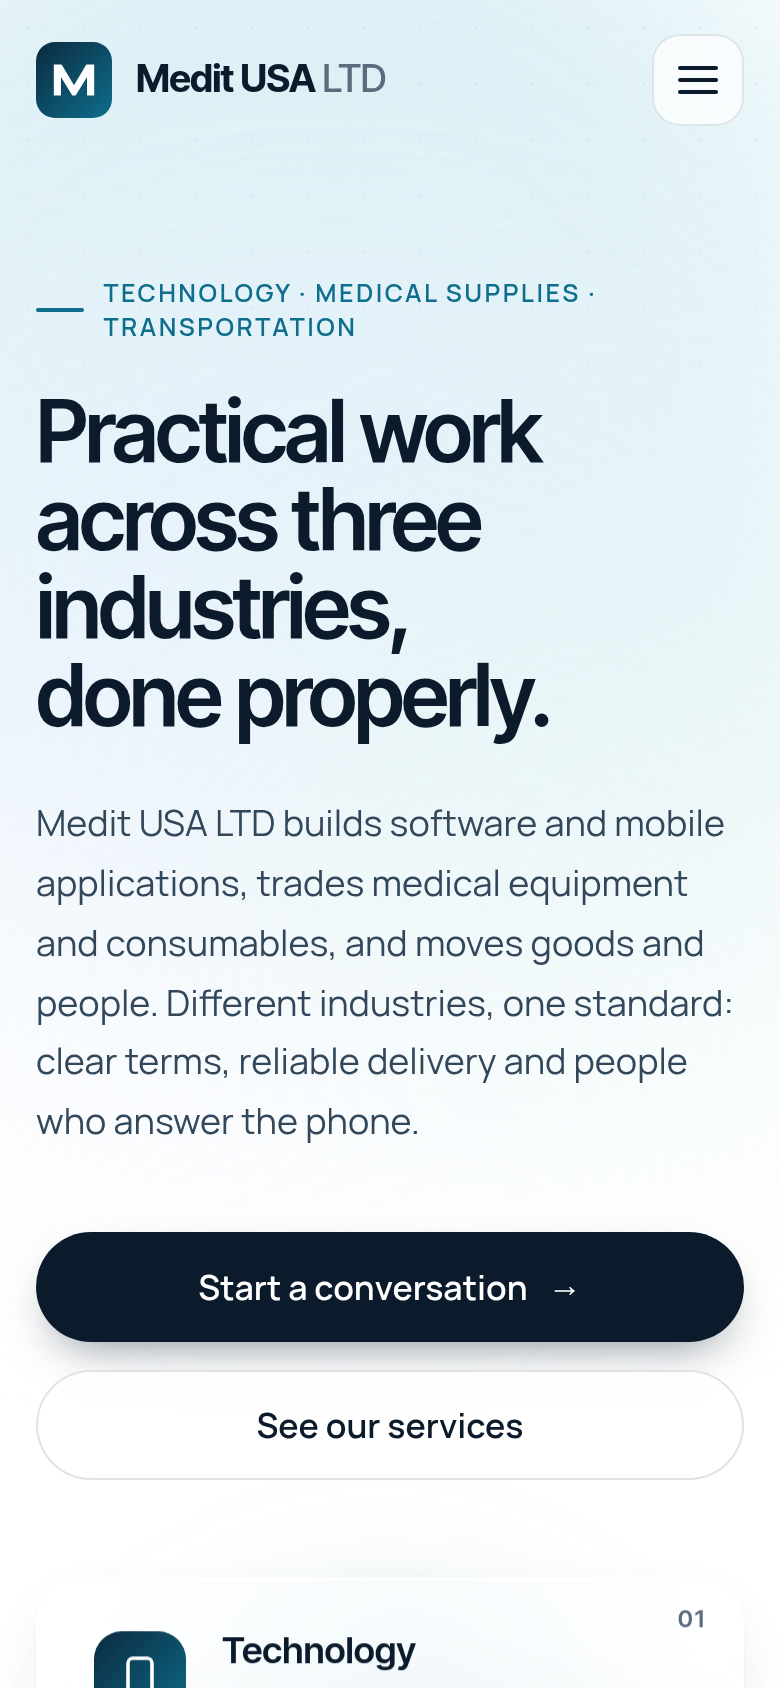 M
Medit USA LTD
TECHNOLOGY · MEDICAL SUPPLIES ·
TRANSPORTATION
Practical work
across three
industries,
done properly.
Medit USA LTD builds software and mobile
applications, trades medical equipment
and consumables, and moves goods and
people. Different industries, one standard:
clear terms, reliable delivery and people
who answer the phone.
Start a conversation →
See our services
01
Technology